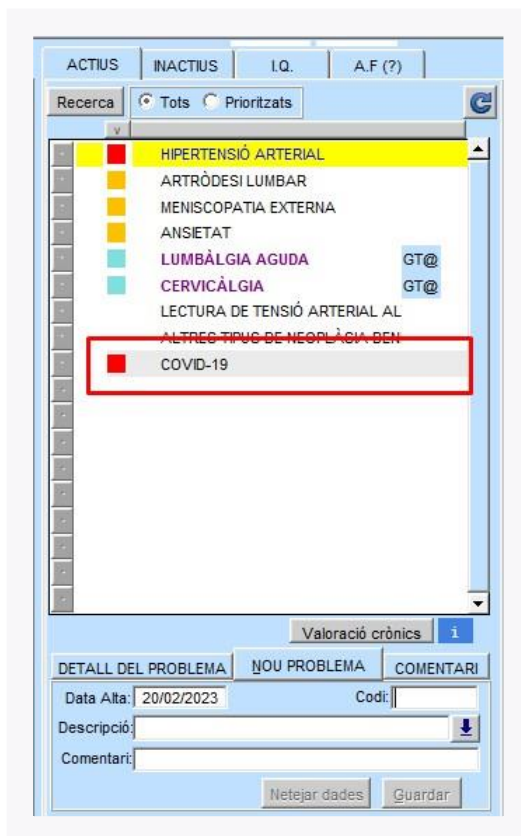 ACTIUS INACTIUS I.Q. A.F (?)
Recerca Tots Prioritzats
v
HIPERTENSIÓ ARTERIAL
ARTRÒDESI LUMBAR
MENISCOPATIA EXTERNA
ANSIETAT
LUMBÀLGIA AGUDA GT@
CERVICÀLGIA GT@
LECTURA DE TENSIÓ ARTERIAL AL
ALTRES TIPUS DE NEOPLÀSIA BEN
COVID-19
Valoració crònics i
DETALL DEL PROBLEMA NOU PROBLEMA COMENTARI
Data Alta: 20/02/2023 Codi:
Descripció:
Comentari:
Netejar dades Guardar